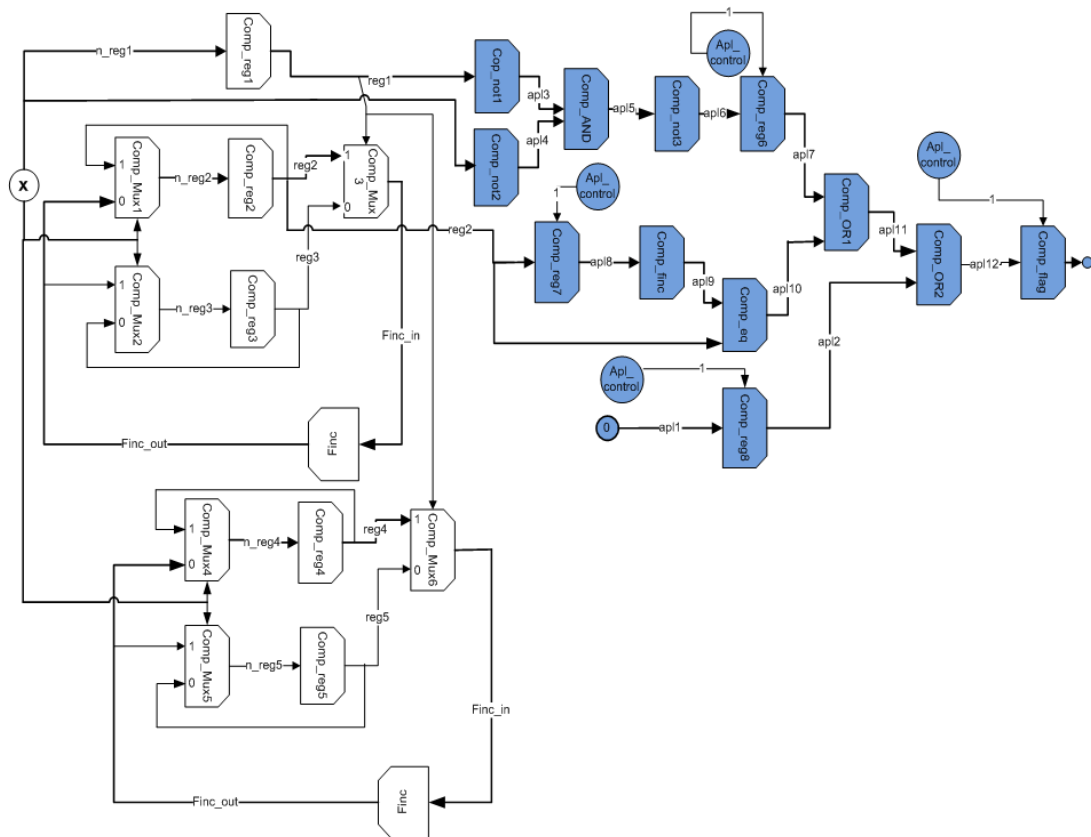 n_reg1
Comp_reg1
reg1
Cop_not1
apl3
Comp_AND
apl5
Comp_not3
apl6
1
Apl_
control
Comp_reg6
apl7
Comp_not2
apl4
X
1
0
Comp_Mux1
n_reg2
Comp_reg2
reg2
1
0
Comp_Mux
3
reg2
1
Apl_
control
Comp_reg7
apl8
Comp_finc
apl9
Comp_eq
apl10
Comp_OR1
apl11
Comp_OR2
apl12
Apl_
control
1
Comp_flag
1
0
Comp_Mux2
n_reg3
Comp_reg3
reg3
Finc_in
Apl_
control
1
0
apl1
Comp_reg8
apl2
Finc_out
Finc
1
0
Comp_Mux4
n_reg4
Comp_reg4
reg4
1
0
Comp_Mux6
1
0
Comp_Mux5
n_reg5
Comp_reg5
reg5
Finc_in
Finc_out
Finc